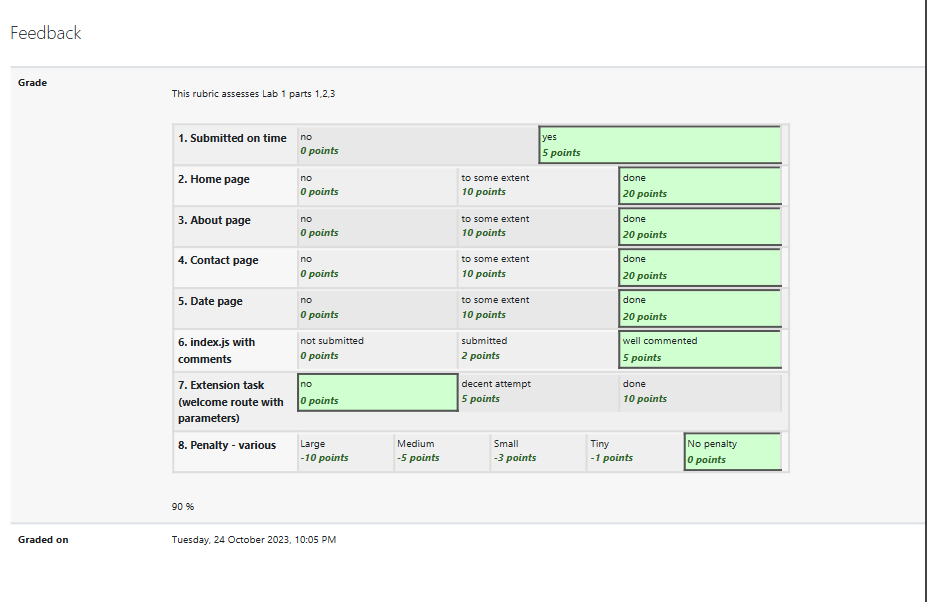 Feedback
Grade
This rubric assesses Lab 1 parts 1,2,3
1. Submitted on time
no
0 points
yes
5 points
2. Home page
no
0 points
to some extent
10 points
done
20 points
3. About page
no
0 points
to some extent
10 points
done
20 points
4. Contact page
no
0 points
to some extent
10 points
done
20 points
5. Date page
no
0 points
to some extent
10 points
done
20 points
6. index.js with
comments
not submitted
0 points
submitted
2 points
well commented
5 points
7. Extension task
(welcome route with
parameters)
no
0 points
decent attempt
5 points
done
10 points
8. Penalty - various
Large
-10 points
Medium
-5 points
Small
-3 points
Tiny
-1 points
No penalty
0 points
90 %
Graded on
Tuesday, 24 October 2023, 10:05 PM